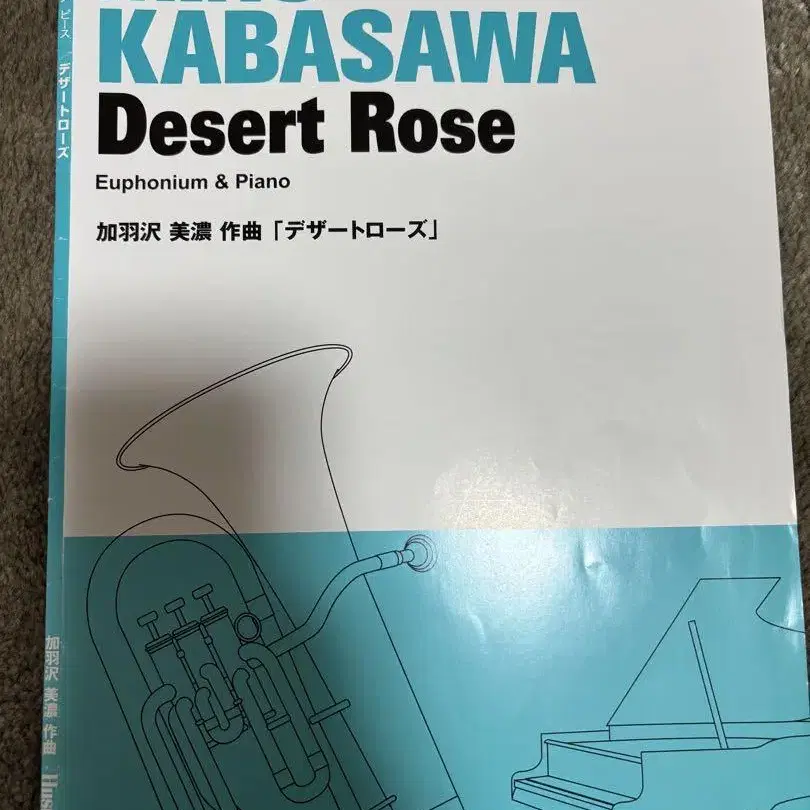 KABASAWA
Desert Rose
Euphonium & Piano
加羽沢 美濃 作曲「デザートローズ」
ピース
デザートローズ
加羽沢 美濃 作曲